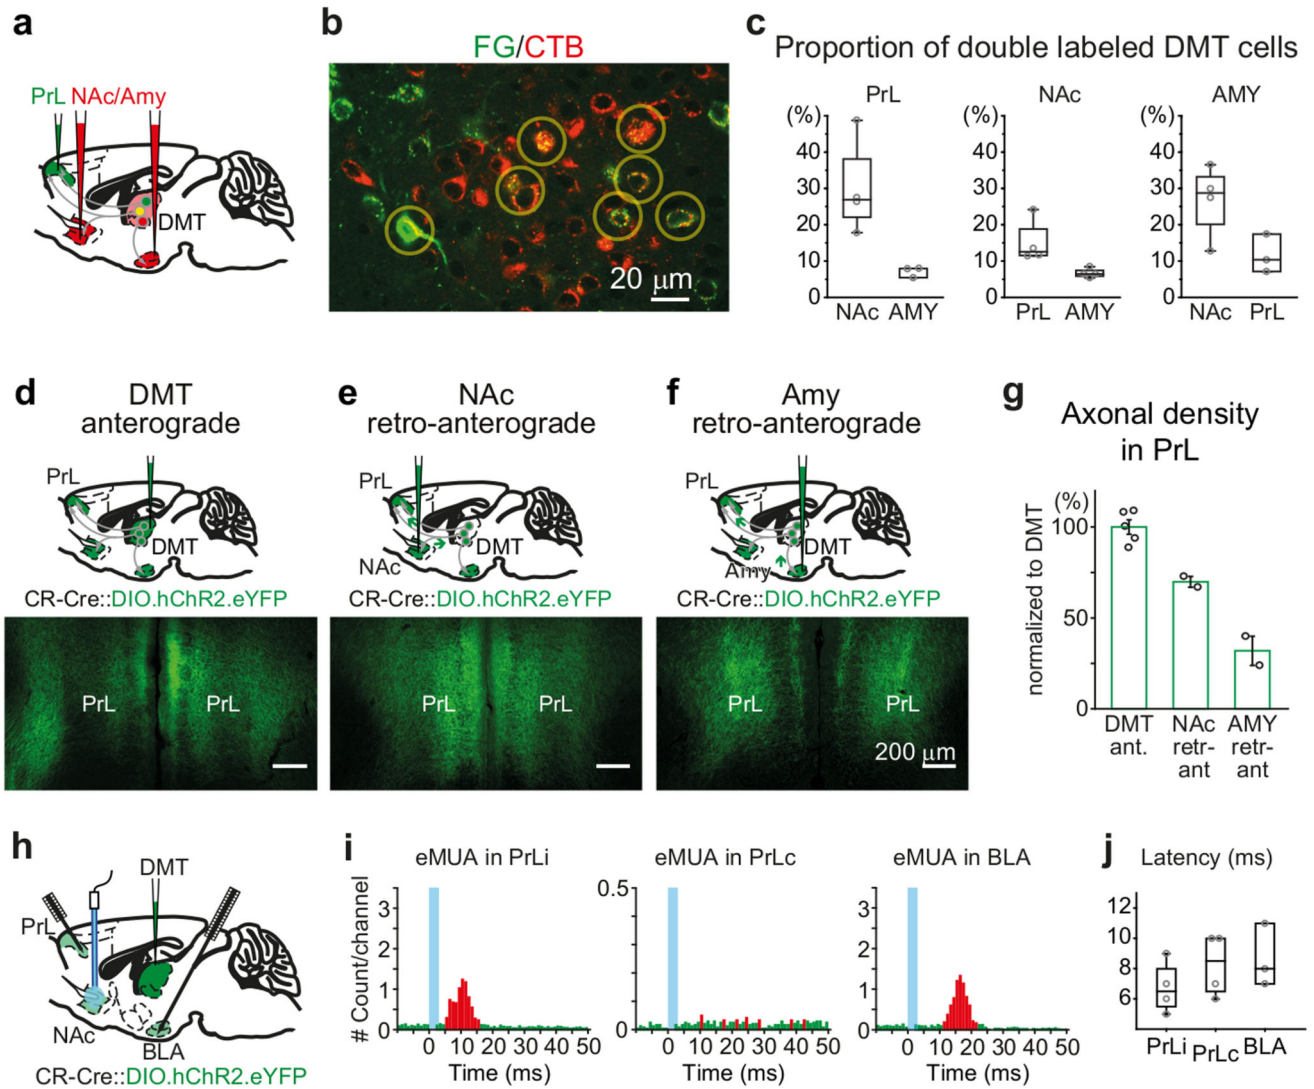 a
PrL NAc/Amy
DMT
b
FG/CTB
20 μm
c
Proportion of double labeled DMT cells
PrL
(%)
40
30
20
10
0
NAc AMY
NAc
(%)
40
30
20
10
0
PrL AMY
AMY
(%)
40
30
20
10
0
NAc PrL
d
DMT
anterograde
PrL
DMT
CR-Cre::DIO.hChR2.eYFP
PrL PrL
e
NAc
retro-anterograde
PrL
DMT
NAc
CR-Cre::DIO.hChR2.eYFP
PrL PrL
f
Amy
retro-anterograde
PrL
DMT
Amy
CR-Cre::DIO.hChR2.eYFP
PrL PrL
200 μm
g
Axonal density
in PrL
(%)
normalized to DMT
100
50
0
DMT
ant.
NAc
retr-
ant
AMY
retr-
ant
h
DMT
PrL
NAc
BLA
CR-Cre::DIO.hChR2.eYFP
i
eMUA in PrLi
# Count/channel
3
2
1
0
0 10 20 30 40 50
Time (ms)
eMUA in PrLc
0.5
0
0 10 20 30 40 50
Time (ms)
eMUA in BLA
3
2
1
0
0 10 20 30 40 50
Time (ms)
j
Latency (ms)
12
10
8
6
PrLi PrLc BLA